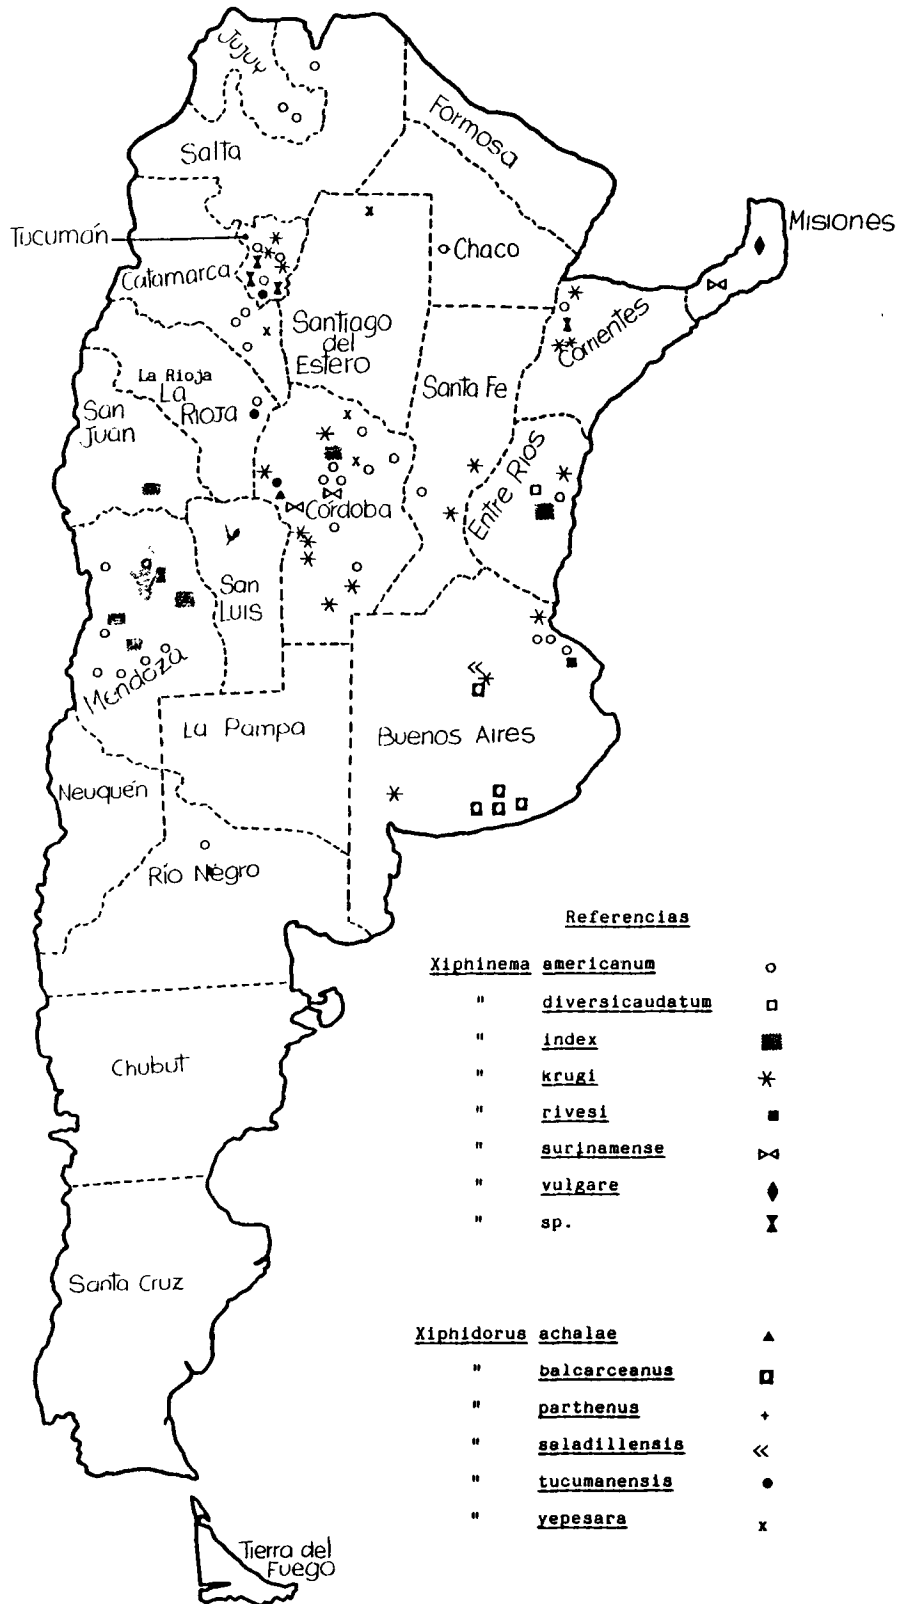 Jujuy
Formosa
Salta
Tucumán
Misiones
Chaco
Catamarca
Santiago
del
Estero
Corrientes
La Rioja
La
Rioja
Santa Fe
San
Juán
Entre Ríos
Córdoba
San
Luis
Mendoza
La Pampa
Buenos Aires
Neuquén
Río Negro
Referencias
Xiphinema americanum
" diversicaudatum
" index
" krugi
" rivesi
" surinamense
" vulgare
" sp.
Chubut
Santa Cruz
Xiphidorus achalae
" balcarceanus
" parthenus
" saladillensis
" tucumanensis
" yepesara
Tierra del
Fuego